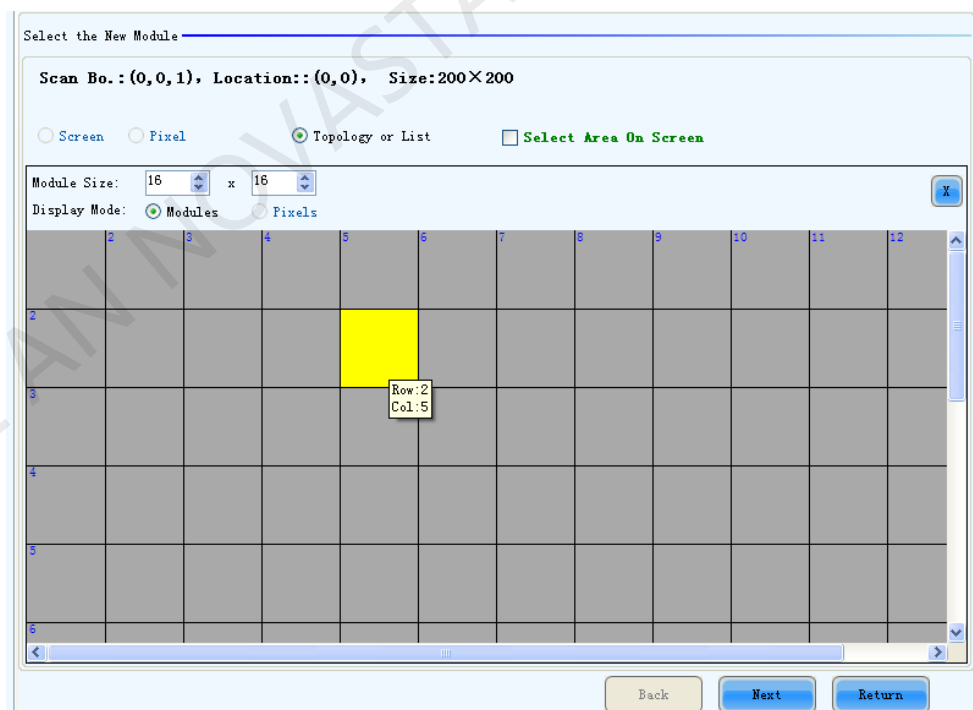 Select the New Module
Scan Bo.:(0,0,1), Location::(0,0), Size:200×200
Screen Pixel Topology or List Select Area On Screen
Module Size: 16 x 16 X
Display Mode: Modules Pixels
2 3 4 5 6 7 8 9 10 11 12
2
3
Row:2
Col:5
4
5
6
Back Next Return